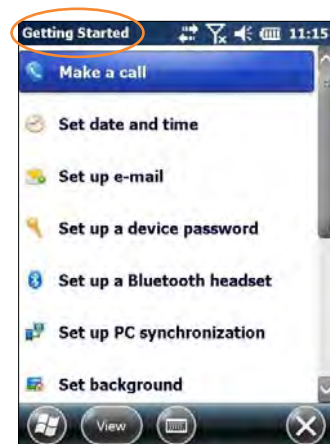 Getting Started 11:15
Make a call
Set date and time
Set up e-mail
Set up a device password
Set up a Bluetooth headset
Set up PC synchronization
Set background
View